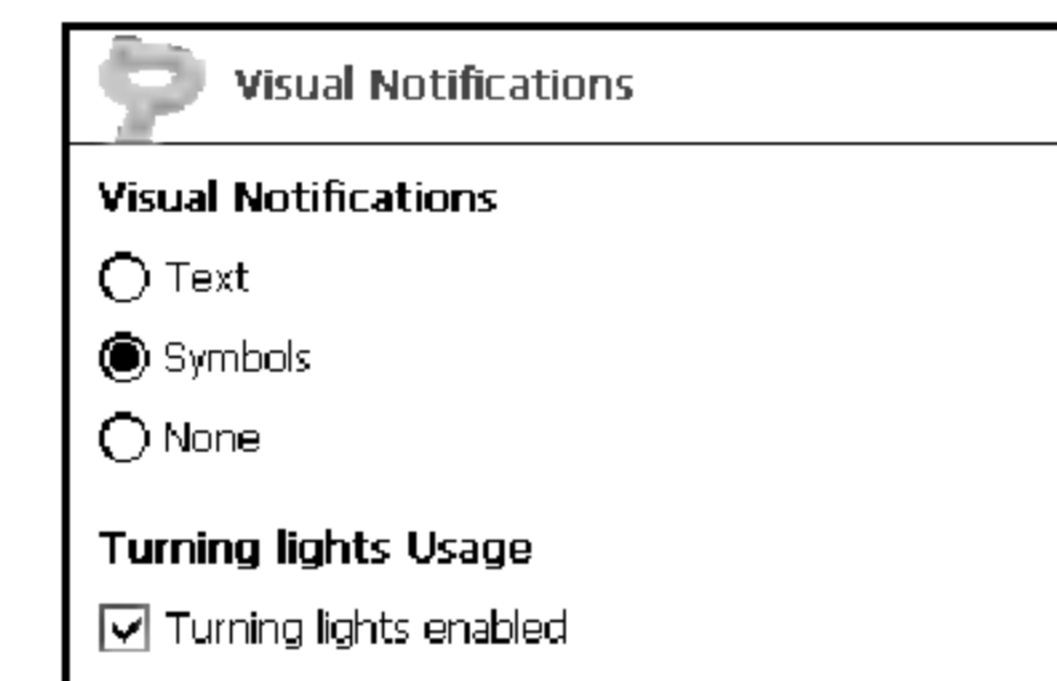 Visual Notifications
Visual Notifications
Text
Symbols
None
Turning lights Usage
Turning lights enabled